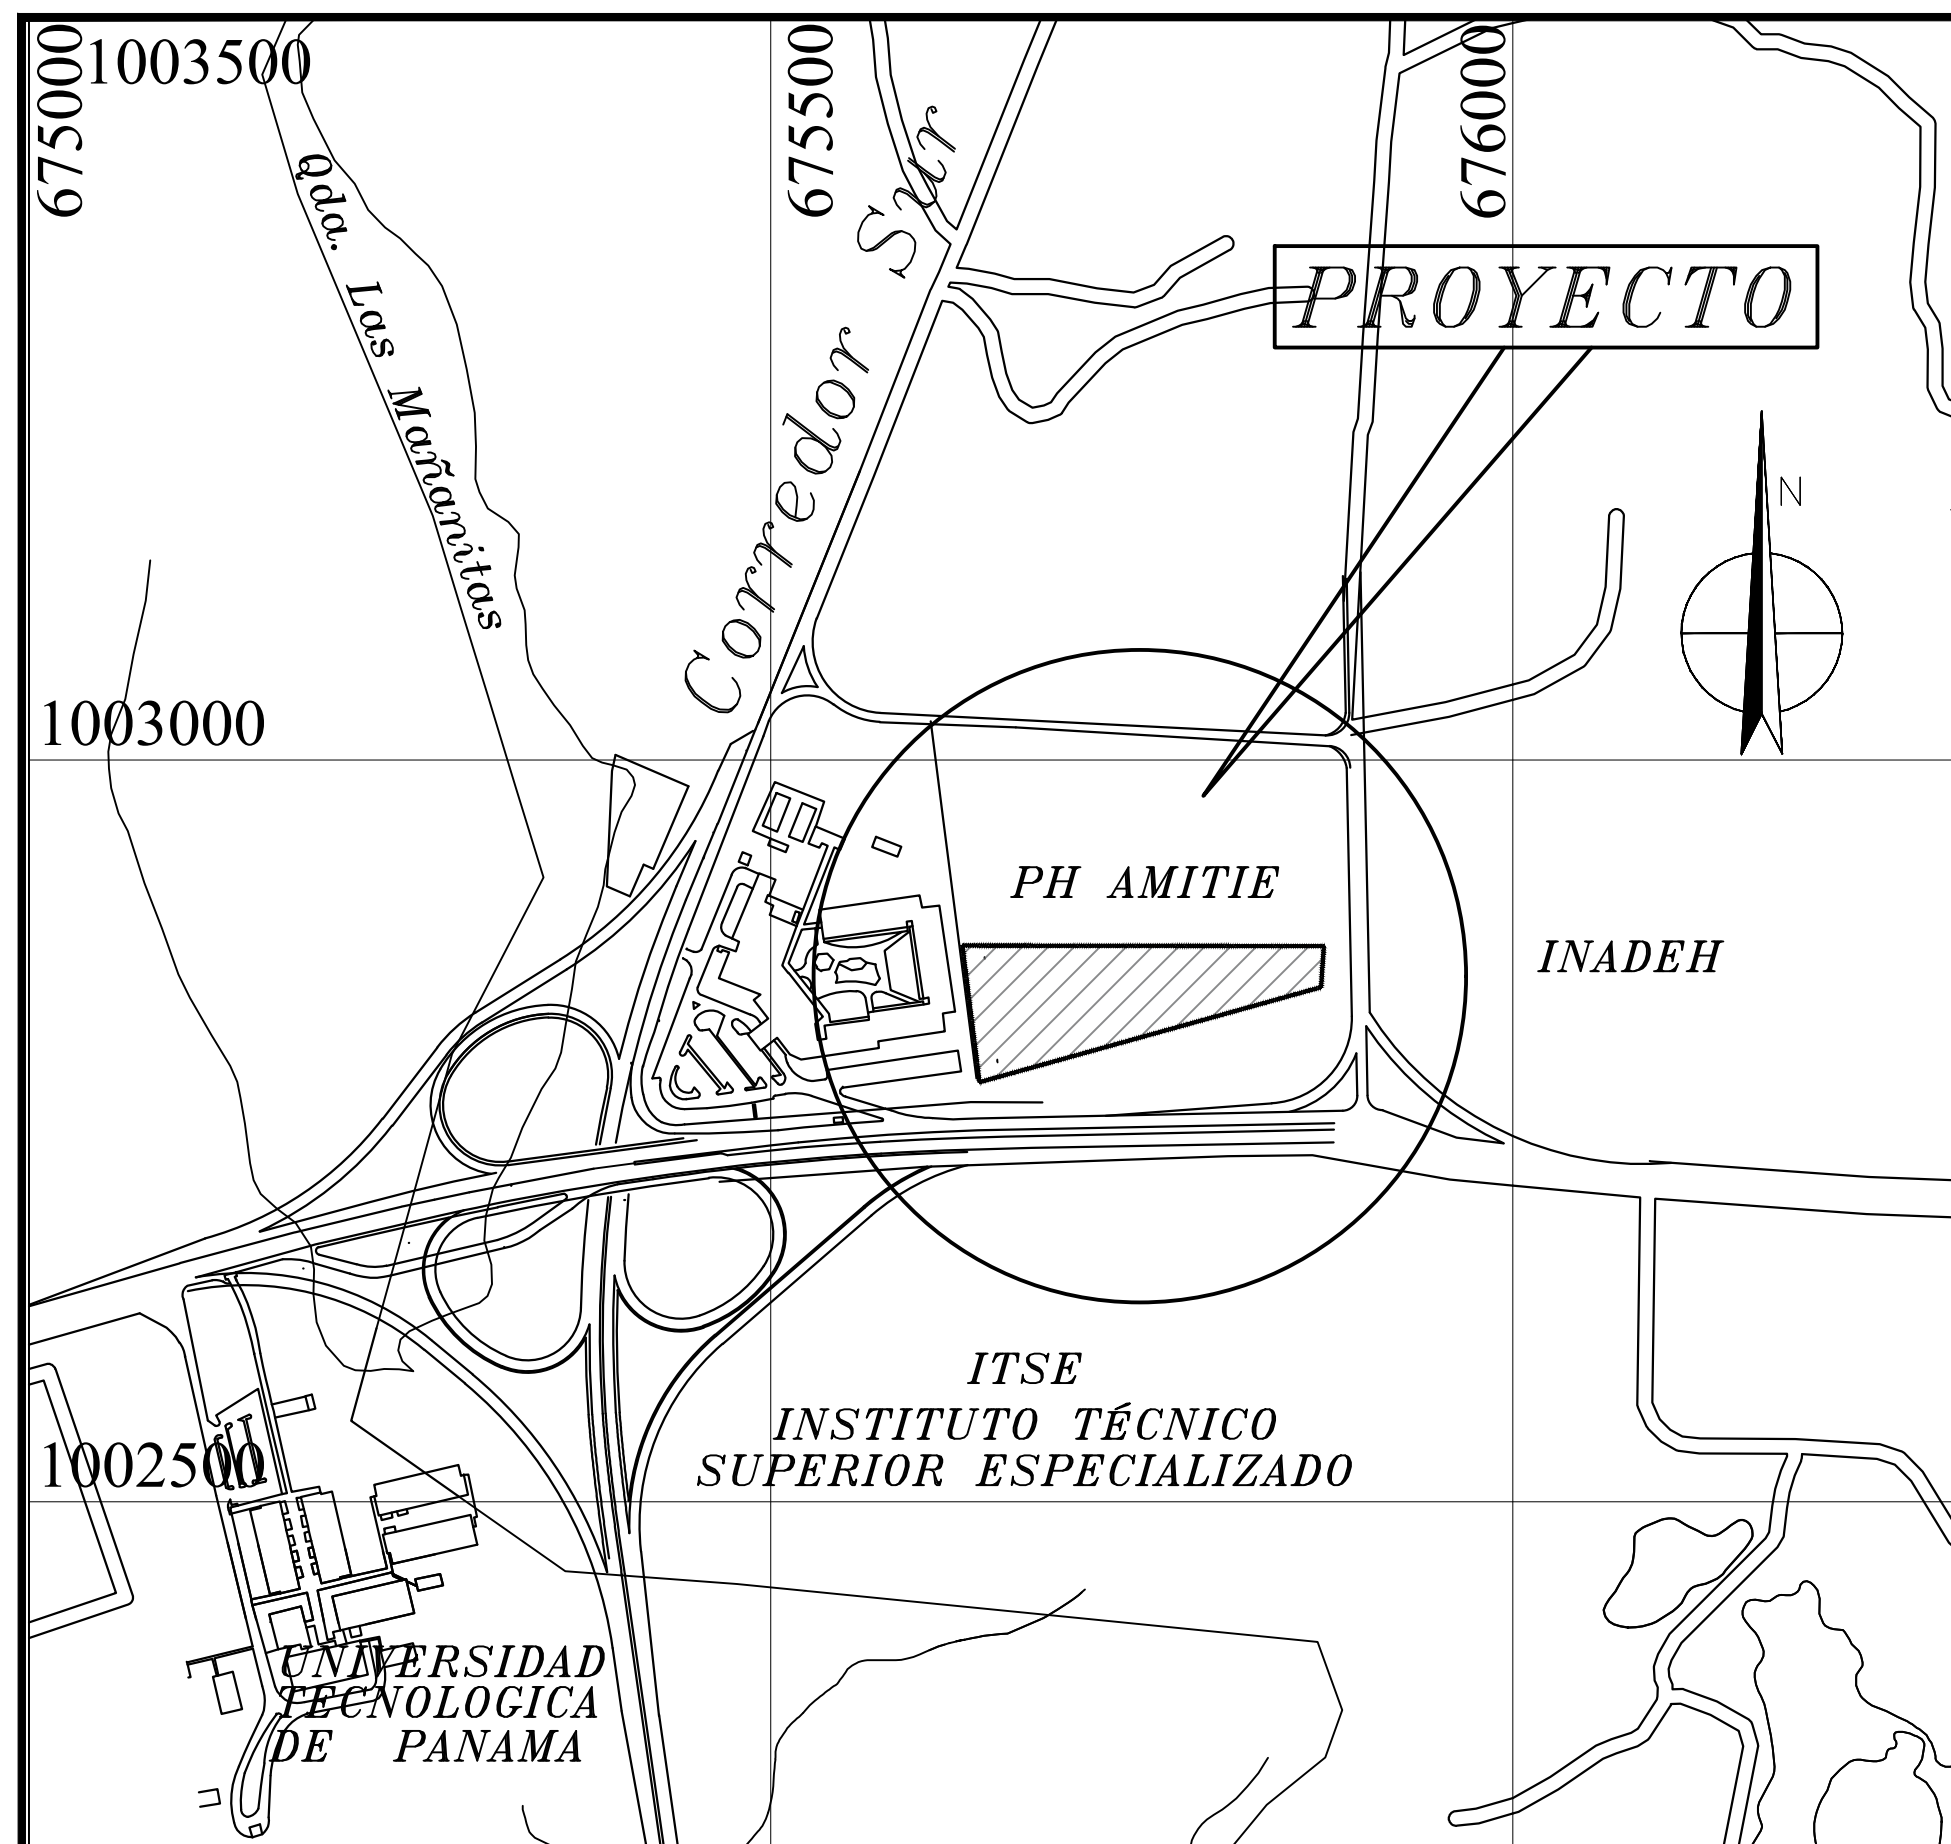 675000
1003500
675500
676000
Qda. Las Mañanitas
Corredor Sur
PROYECTO
N
1003000
PH AMITIE
INADEH
ITSE
INSTITUTO TÉCNICO
SUPERIOR ESPECIALIZADO
1002500
UNIVERSIDAD
TECNOLOGICA
DE PANAMA